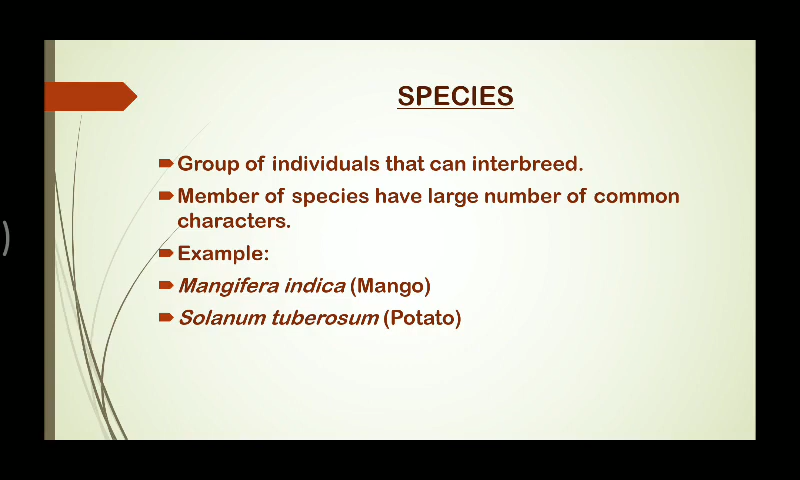 SPECIES
Group of individuals that can interbreed.
Member of species have large number of common
characters.
Example:
Mangifera indica (Mango)
Solanum tuberosum (Potato)